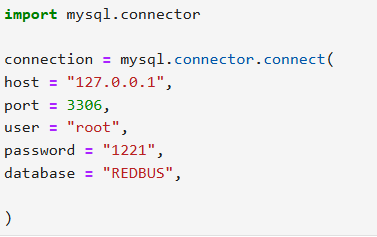 import mysql.connector
connection = mysql.connector.connect(
host = "127.0.0.1",
port = 3306,
user = "root",
password = "1221",
database = "REDBUS",
)